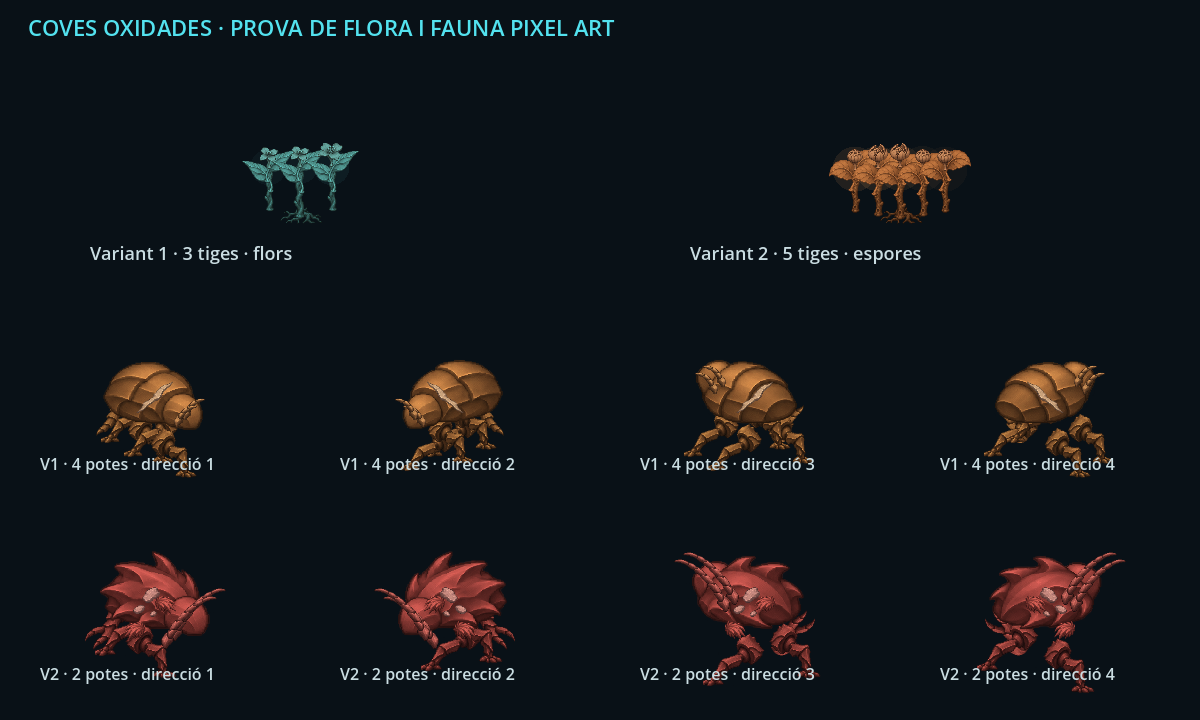 COVES OXIDADES · PROVA DE FLORA I FAUNA PIXEL ART
Variant 1 · 3 tiges · flors
Variant 2 · 5 tiges · espores
V1 · 4 potes · direcció 1
V1 · 4 potes · direcció 2
V1 · 4 potes · direcció 3
V1 · 4 potes · direcció 4
V2 · 2 potes · direcció 1
V2 · 2 potes · direcció 2
V2 · 2 potes · direcció 3
V2 · 2 potes · direcció 4